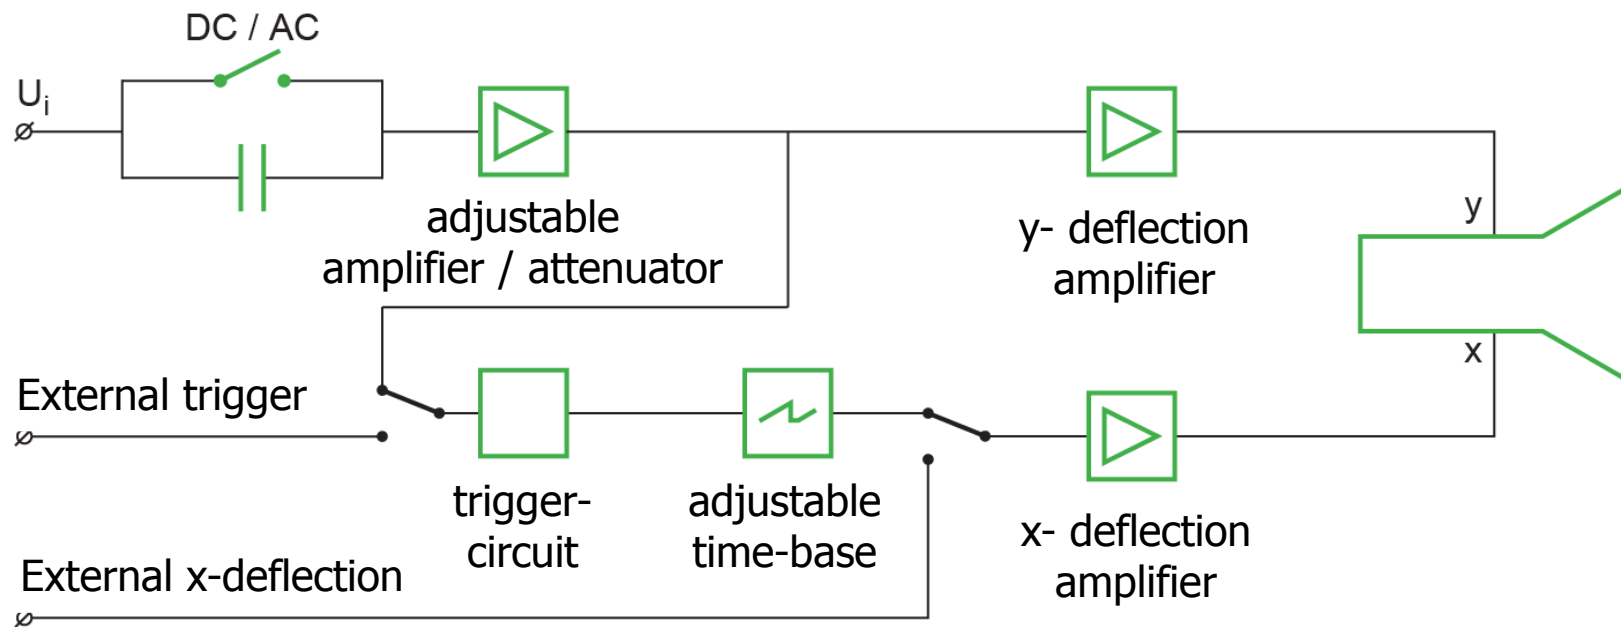 DC / AC
Ui
adjustable
amplifier / attenuator
y- deflection
amplifier
y
x
External trigger
trigger-
circuit
adjustable
time-base
x- deflection
amplifier
External x-deflection